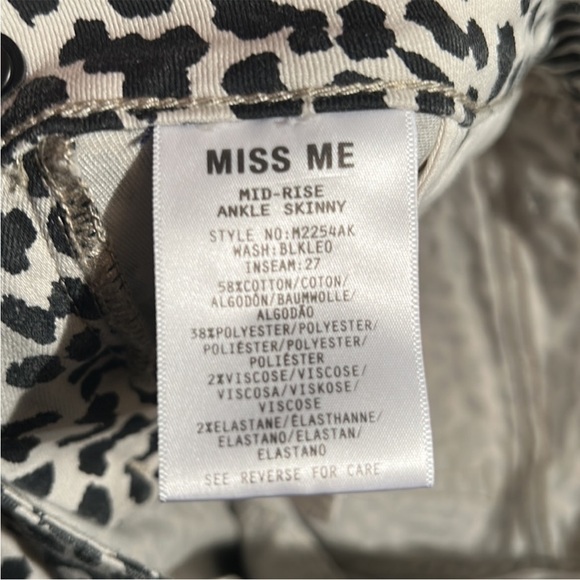 MISS ME
MID-RISE
ANKLE SKINNY
STYLE NO:M2254AK
WASH:BLKLEO
INSEAM:27
58%COTTON/COTON/
ALGODÓN/BAUMWOLLE/
ALGODÃO
38%POLYESTER/POLYESTER/
POLIÉSTER/POLYESTER/
POLIÉSTER
2%VISCOSE/VISCOSE/
VISCOSA/VISKOSE/
VISCOSE
2%ELASTANE/ÉLASTHANNE/
ELASTANO/ELASTAN/
ELASTANO
SEE REVERSE FOR CARE